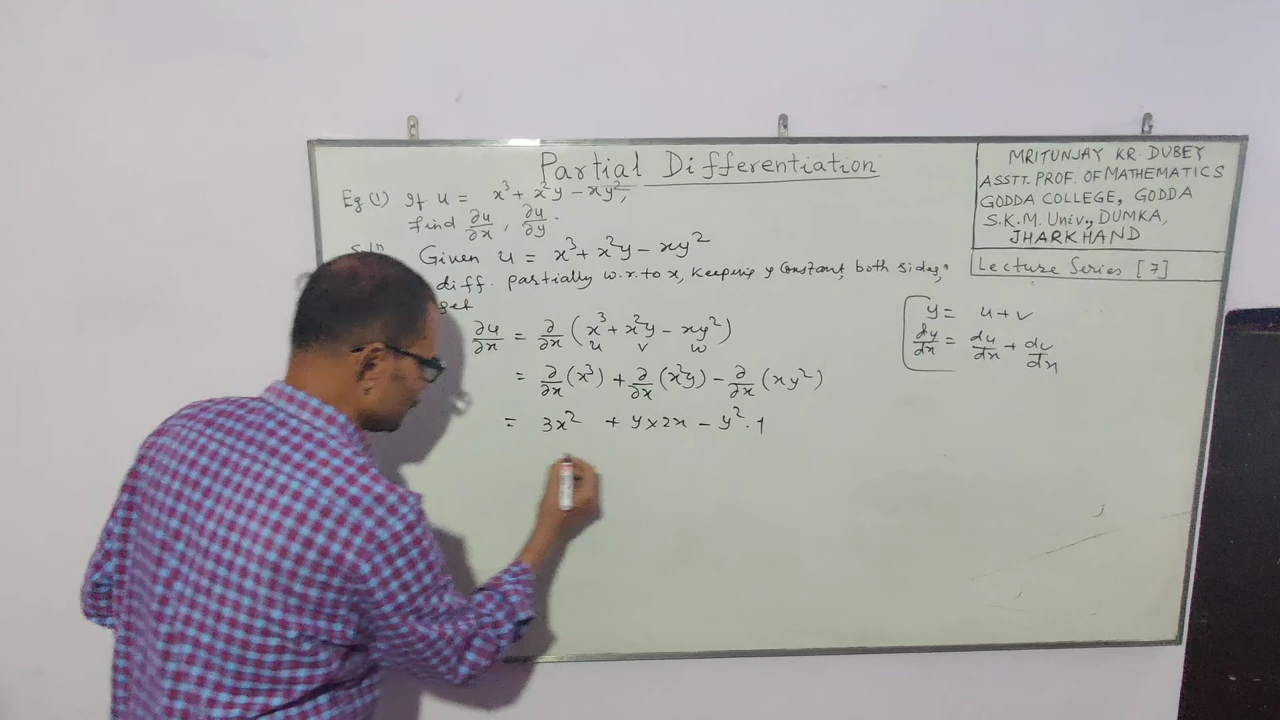 Partial Differentiation
MRITUNJAY KR. DUBEY
ASSTT. PROF. OF MATHEMATICS
GODDA COLLEGE, GODDA
S.K.M. Univ., DUMKA,
JHARKHAND
Lecture Series [7]
Eg (1) If u = x³ + x²y − xy²,
find ∂u/∂x, ∂u/∂y.
Soln
Given u = x³ + x²y − xy²
diff. partially w.r.to x, keeping y constant, both sides,
get
∂u/∂x = ∂/∂x (x³ + x²y − xy²)
u v w
= ∂/∂x (x³) + ∂/∂x (x²y) − ∂/∂x (xy²)
= 3x² + y×2x − y².1
y = u + v
dy/dx = du/dx + dv/dx